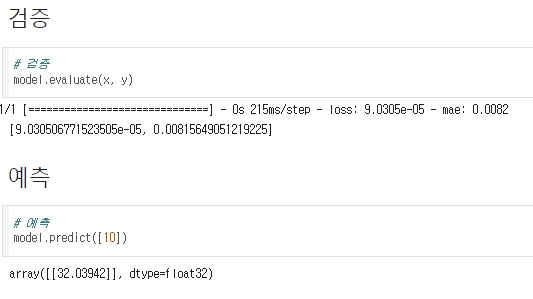 검증
# 검증
model.evaluate(x, y)
1/1 [==============================] - 0s 215ms/step - loss: 9.0305e-05 - mae: 0.0082
[9.030506771523505e-05, 0.00815649051219225]
예측
# 예측
model.predict([10])
array([[32.03942]], dtype=float32)